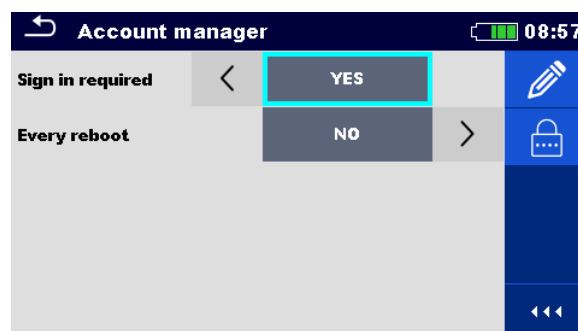 Account manager 08:57
Sign in required YES
Every reboot NO